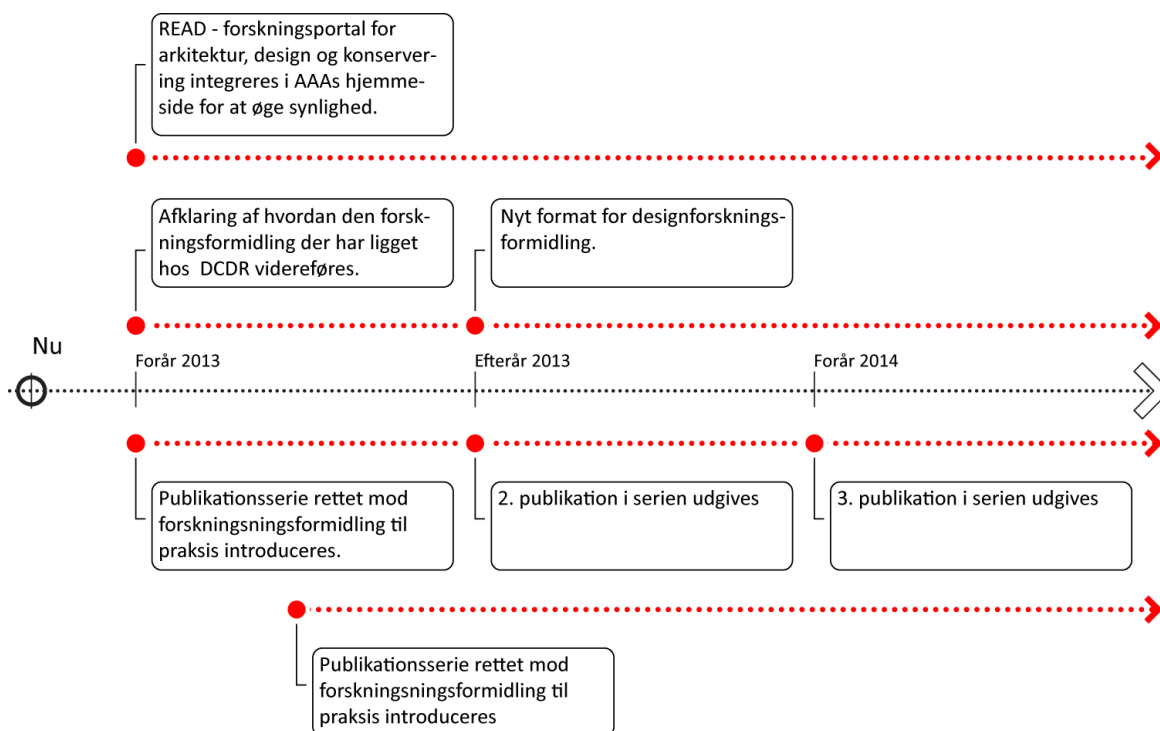 READ - forskningsportal for
arkitektur, design og konserver-
ing integreres i AAAs hjemme-
side for at øge synlighed.
Afklaring af hvordan den forsk-
ningsformidling der har ligget
hos  DCDR videreføres.
Nyt format for designforsknings-
formidling.
Nu
Forår 2013
Efterår 2013
Forår 2014
Publikationsserie rettet mod
forskningsningsformidling til
praksis introduceres.
2. publikation i serien udgives
3. publikation i serien udgives
Publikationsserie rettet mod
forskningsningsformidling til
praksis introduceres